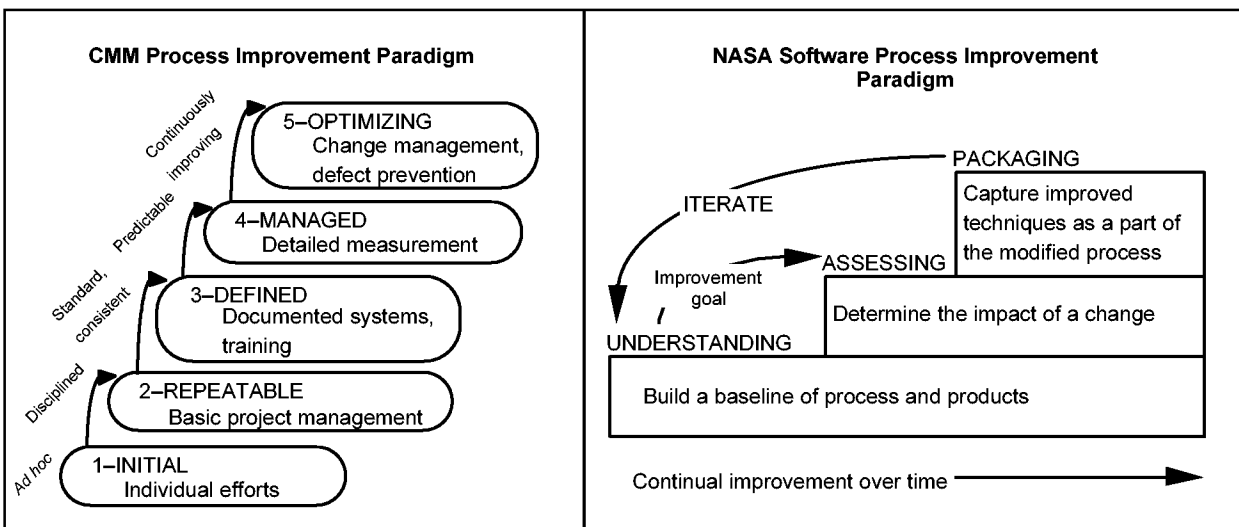 CMM Process Improvement Paradigm
Continuously
improving
5–OPTIMIZING
Change management,
defect prevention
Predictable
4–MANAGED
Detailed measurement
Standard,
consistent
3–DEFINED
Documented systems,
training
Disciplined
2–REPEATABLE
Basic project management
Ad hoc
1–INITIAL
Individual efforts
NASA Software Process Improvement
Paradigm
PACKAGING
Capture improved
techniques as a part of
the modified process
ITERATE
ASSESSING
Determine the impact of a change
Improvement
goal
UNDERSTANDING
Build a baseline of process and products
Continual improvement over time